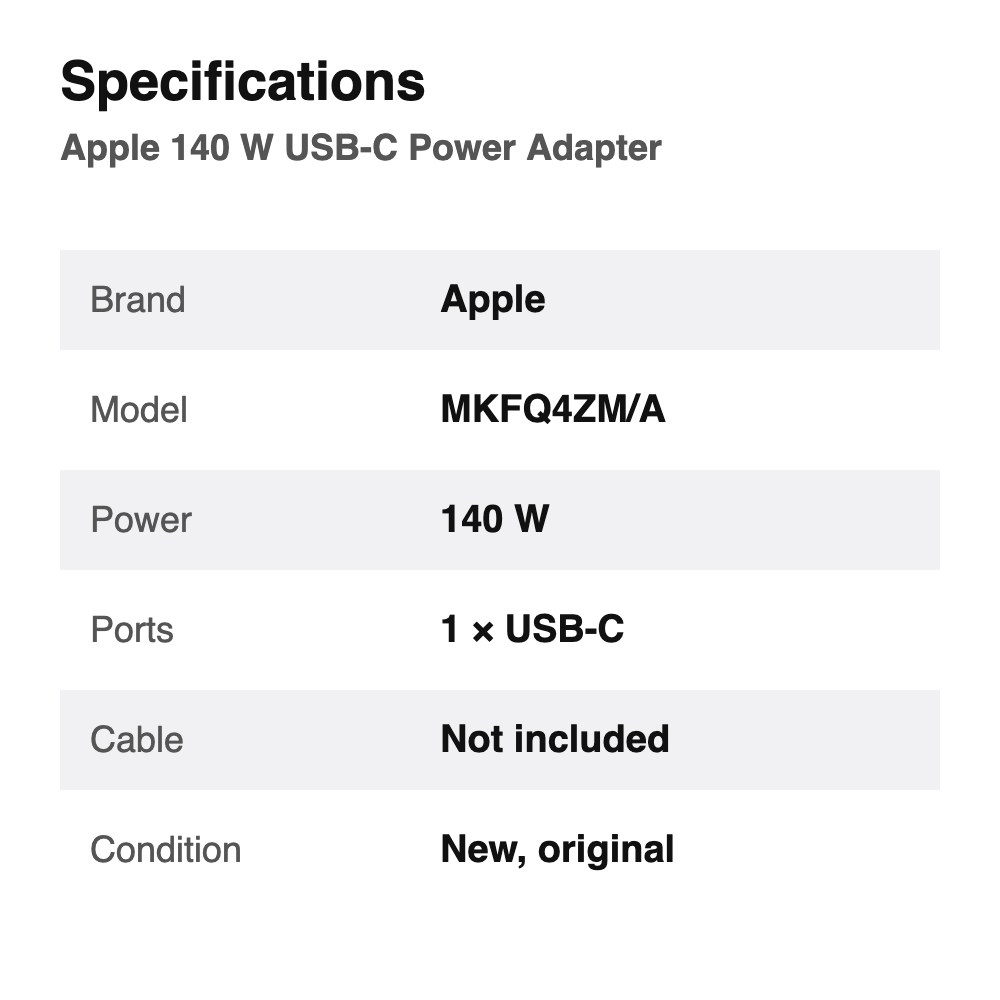 Specifications
Apple 140 W USB-C Power Adapter
Brand Apple
Model MKFQ4ZM/A
Power 140 W
Ports 1 × USB-C
Cable Not included
Condition New, original